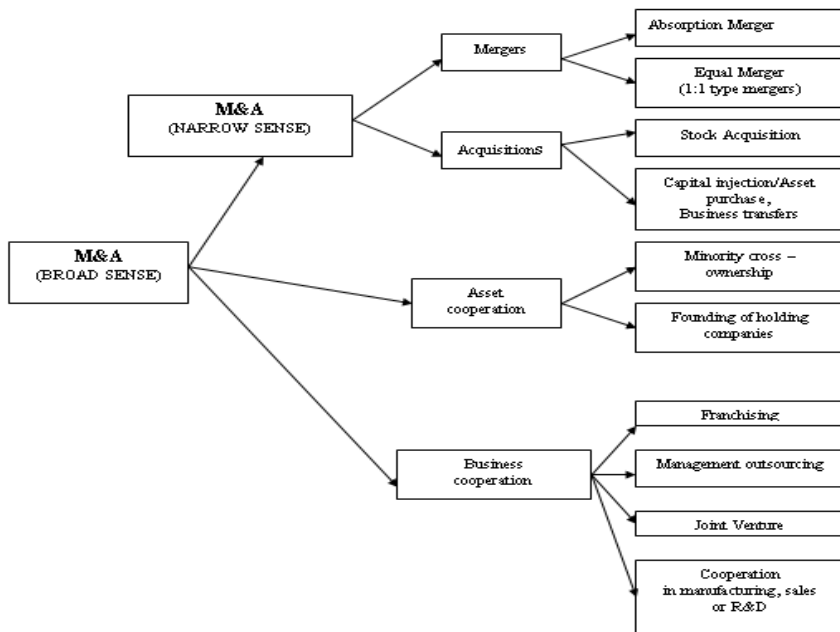 Absorption Merger
Mergers
Equal Merger
(1:1 type mergers)
M&A
(NARROW SENSE)
Stock Acquisition
Acquisitions
Capital injection/Asset
purchase,
Business transfers
M&A
(BROAD SENSE)
Minority cross –
ownership
Asset
cooperation
Founding of holding
companies
Franchising
Business
cooperation
Management outsourcing
Joint Venture
Cooperation
in manufacturing, sales
or R&D